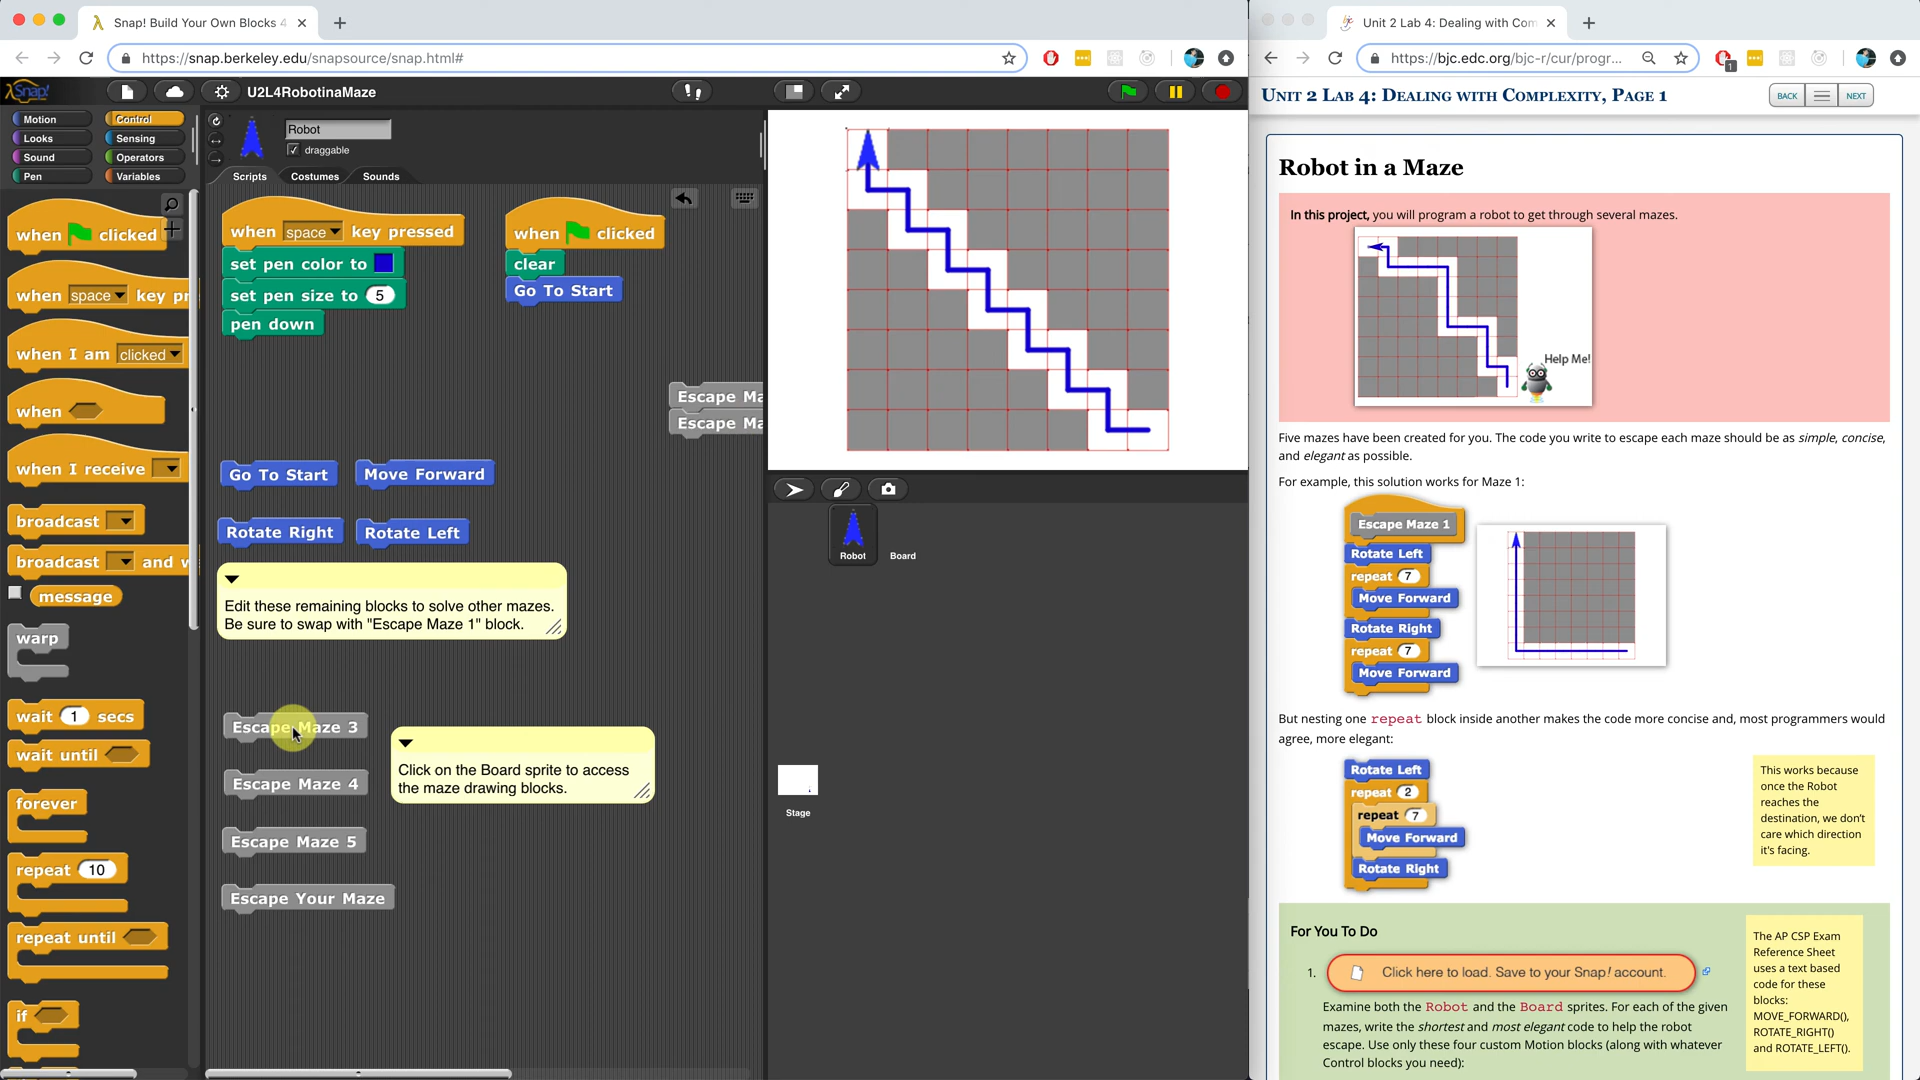 Snap! Build Your Own Blocks 4
https://snap.berkeley.edu/snapsource/snap.html#
Snap!
U2L4RobotinaMaze
Motion
Control
Looks
Sensing
Sound
Operators
Pen
Variables
Robot
draggable
Scripts
Costumes
Sounds
when clicked
when space key pr
when I am clicked
when
when I receive
broadcast
broadcast and w
message
warp
wait 1 secs
wait until
forever
repeat 10
repeat until
if
when space key pressed
set pen color to
set pen size to 5
pen down
when clicked
clear
Go To Start
Escape Ma
Escape Ma
Go To Start
Move Forward
Rotate Right
Rotate Left
Edit these remaining blocks to solve other mazes.
Be sure to swap with "Escape Maze 1" block.
Escape Maze 3
Escape Maze 4
Escape Maze 5
Escape Your Maze
Click on the Board sprite to access
the maze drawing blocks.
Robot
Board
Stage
Unit 2 Lab 4: Dealing with Com
https://bjc.edc.org/bjc-r/cur/progr...
1
Unit 2 Lab 4: Dealing with Complexity, Page 1
BACK
NEXT
Robot in a Maze
In this project, you will program a robot to get through several mazes.
Help Me!
Five mazes have been created for you. The code you write to escape each maze should be as simple, concise,
and elegant as possible.
For example, this solution works for Maze 1:
Escape Maze 1
Rotate Left
repeat 7
Move Forward
Rotate Right
repeat 7
Move Forward
But nesting one repeat block inside another makes the code more concise and, most programmers would
agree, more elegant:
Rotate Left
repeat 2
repeat 7
Move Forward
Rotate Right
This works because
once the Robot
reaches the
destination, we don't
care which direction
it's facing.
For You To Do
1. Click here to load. Save to your Snap! account.
Examine both the Robot and the Board sprites. For each of the given
mazes, write the shortest and most elegant code to help the robot
escape. Use only these four custom Motion blocks (along with whatever
Control blocks you need):
The AP CSP Exam
Reference Sheet
uses a text based
code for these
blocks:
MOVE_FORWARD(),
ROTATE_RIGHT()
and ROTATE_LEFT().